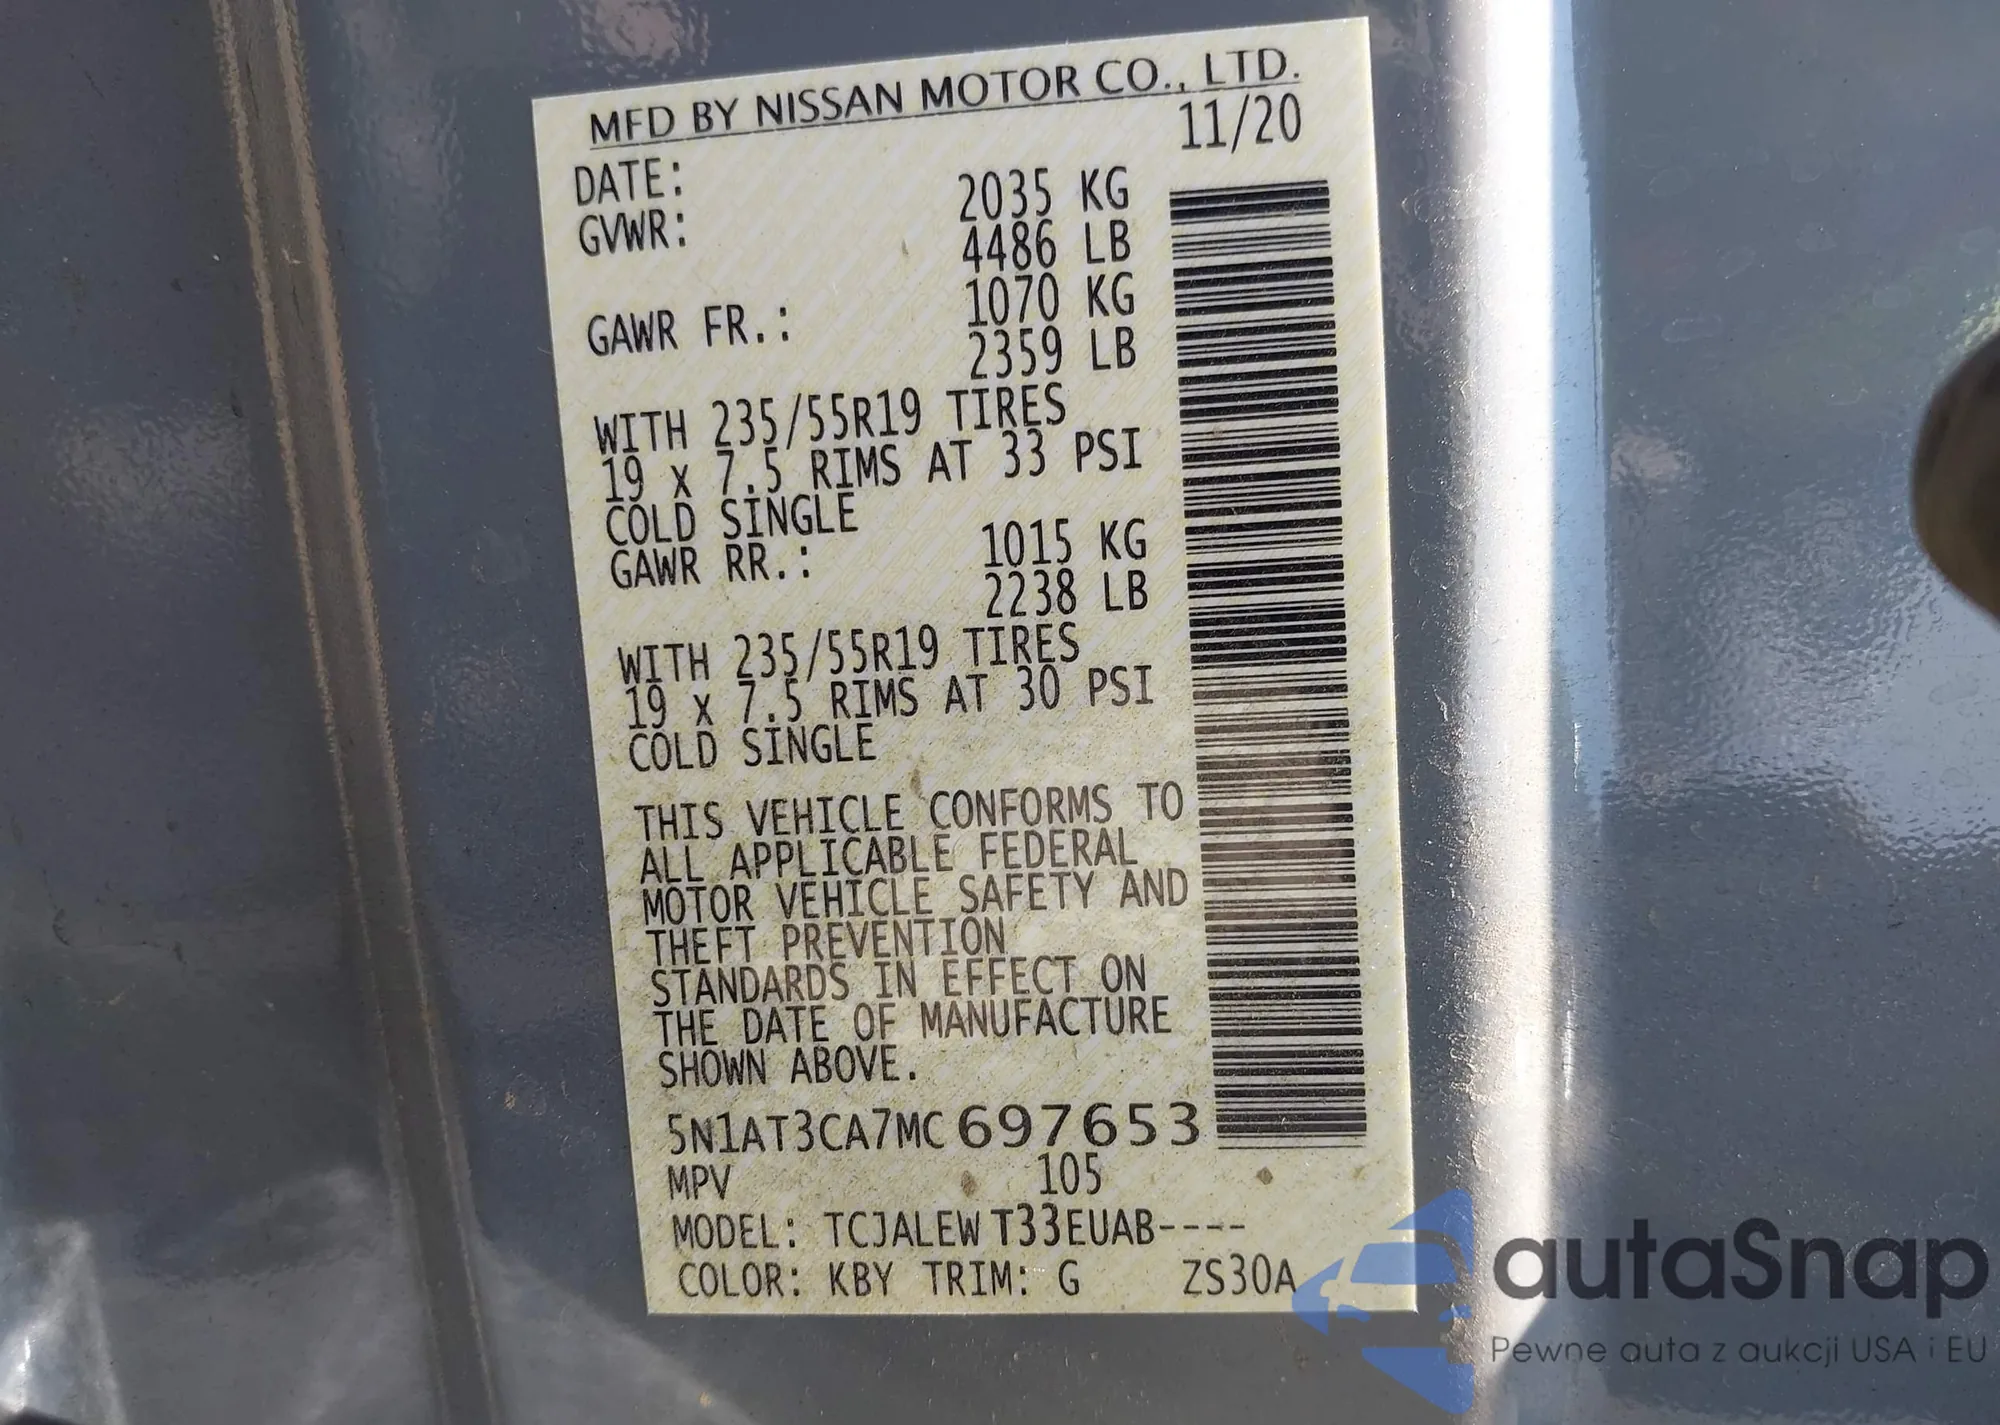 MFD BY NISSAN MOTOR CO., LTD.
DATE: 11/20
GVWR: 2035 KG
4486 LB
GAWR FR.: 1070 KG
2359 LB
WITH 235/55R19 TIRES
19 x 7.5 RIMS AT 33 PSI
COLD SINGLE
GAWR RR.: 1015 KG
2238 LB
WITH 235/55R19 TIRES
19 x 7.5 RIMS AT 30 PSI
COLD SINGLE
THIS VEHICLE CONFORMS TO
ALL APPLICABLE FEDERAL
MOTOR VEHICLE SAFETY AND
THEFT PREVENTION
STANDARDS IN EFFECT ON
THE DATE OF MANUFACTURE
SHOWN ABOVE.
5N1AT3CA7MC697653
MPV 105
MODEL: TCJALEWT33EUAB----
COLOR: KBY TRIM: G ZS30A
autaSnap
Pewne auta z aukcji USA i EU